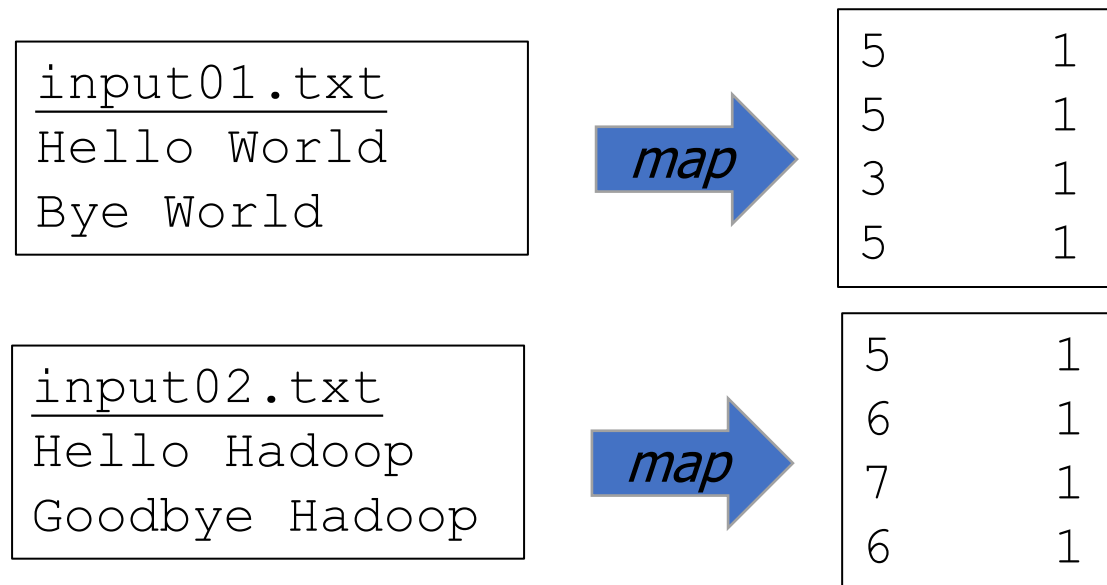 input01.txt
Hello World
Bye World
map
5 1
5 1
3 1
5 1
input02.txt
Hello Hadoop
Goodbye Hadoop
map
5 1
6 1
7 1
6 1